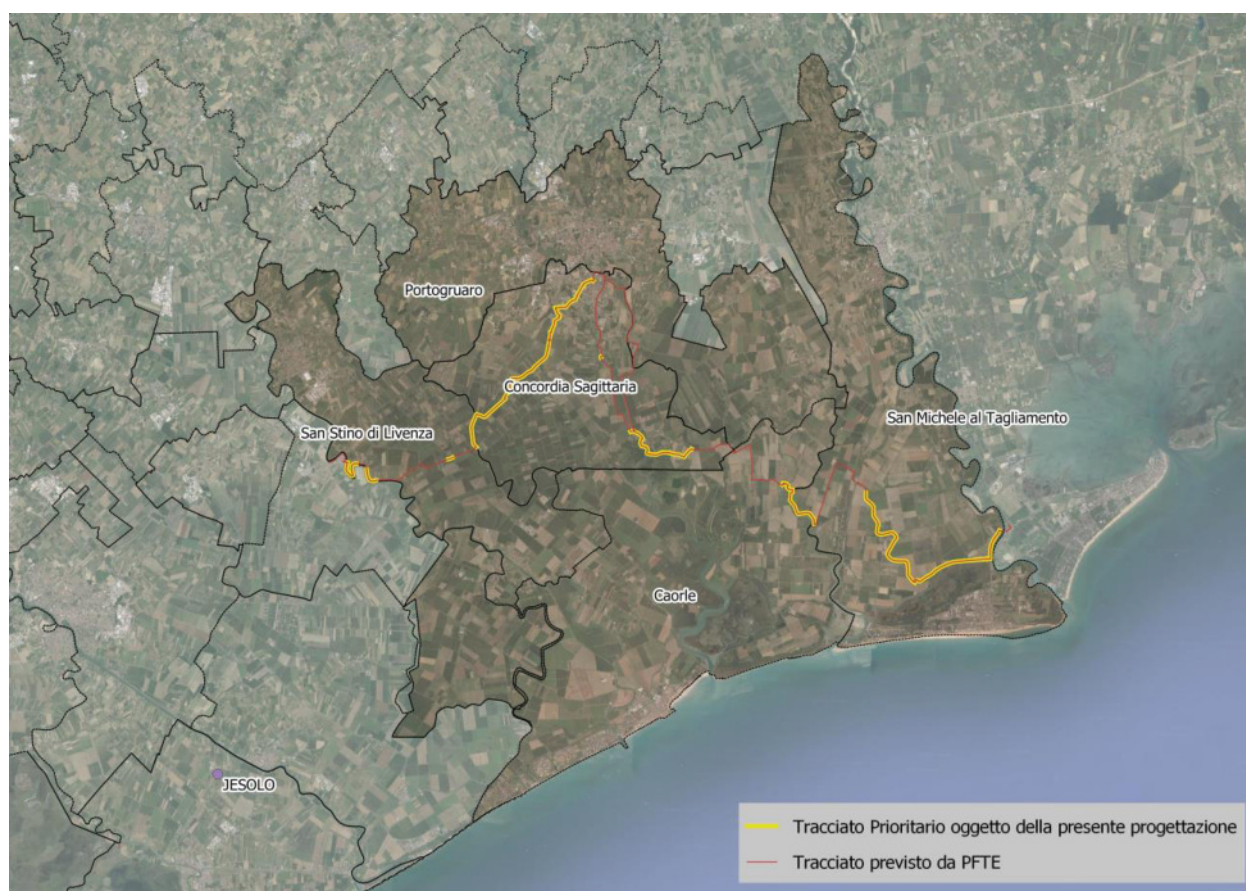 Portogruaro
Concordia Sagittaria
San Michele al Tagliamento
San Stino di Livenza
Caorle
JESOLO
Tracciato Prioritario oggetto della presente progettazione
Tracciato previsto da PFTE